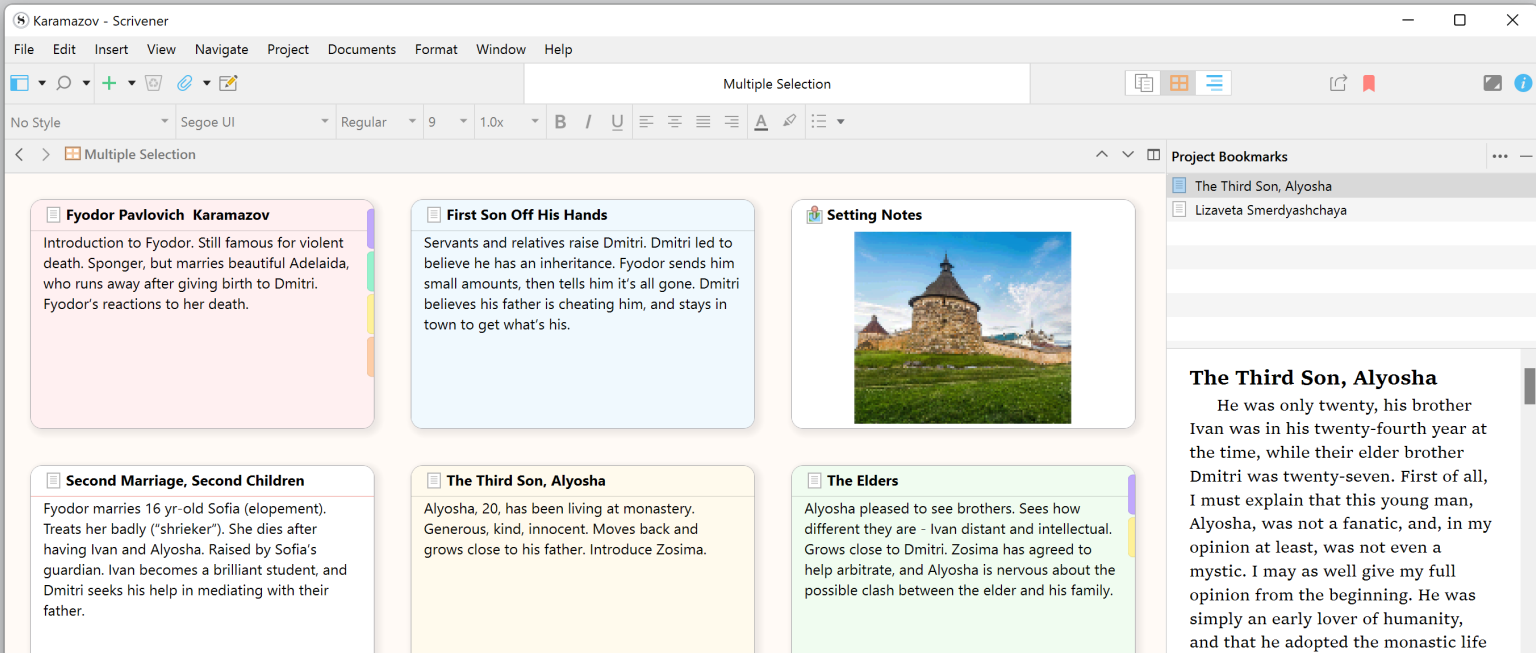 Karamazov - Scrivener
File Edit Insert View Navigate Project Documents Format Window Help
Multiple Selection
No Style Segoe UI Regular 9 1.0x B I U A
Multiple Selection
Fyodor Pavlovich  Karamazov
Introduction to Fyodor. Still famous for violent
death. Sponger, but marries beautiful Adelaida,
who runs away after giving birth to Dmitri.
Fyodor’s reactions to her death.
First Son Off His Hands
Servants and relatives raise Dmitri. Dmitri led to
believe he has an inheritance. Fyodor sends him
small amounts, then tells him it’s all gone. Dmitri
believes his father is cheating him, and stays in
town to get what’s his.
Setting Notes
Second Marriage, Second Children
Fyodor marries 16 yr-old Sofia (elopement).
Treats her badly (“shrieker”). She dies after
having Ivan and Alyosha. Raised by Sofia’s
guardian. Ivan becomes a brilliant student, and
Dmitri seeks his help in mediating with their
father.
The Third Son, Alyosha
Alyosha, 20, has been living at monastery.
Generous, kind, innocent. Moves back and
grows close to his father. Introduce Zosima.
The Elders
Alyosha pleased to see brothers. Sees how
different they are - Ivan distant and intellectual.
Grows close to Dmitri. Zosima has agreed to
help arbitrate, and Alyosha is nervous about the
possible clash between the elder and his family.
Project Bookmarks
The Third Son, Alyosha
Lizaveta Smerdyashchaya
The Third Son, Alyosha
He was only twenty, his brother
Ivan was in his twenty-fourth year at
the time, while their elder brother
Dmitri was twenty-seven. First of all,
I must explain that this young man,
Alyosha, was not a fanatic, and, in my
opinion at least, was not even a
mystic. I may as well give my full
opinion from the beginning. He was
simply an early lover of humanity,
and that he adopted the monastic life